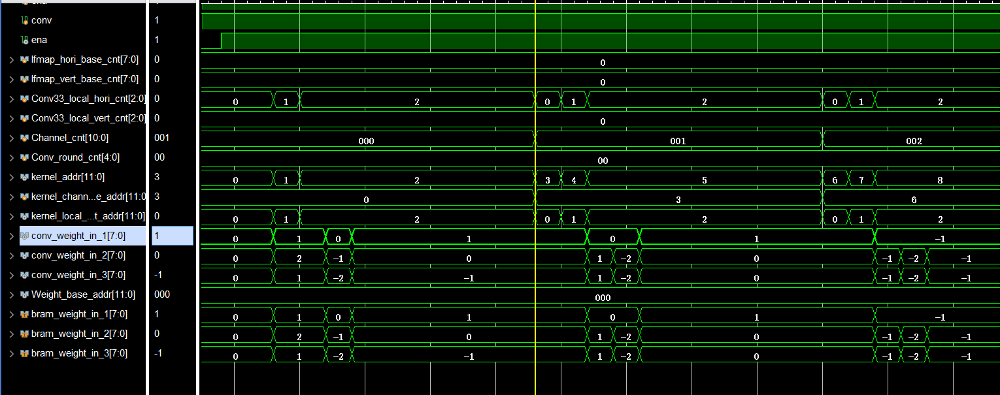 conv 1
ena 1
Ifmap_hori_base_cnt[7:0] 0 0
Ifmap_vert_base_cnt[7:0] 0 0
Conv33_local_hori_cnt[2:0] 0 0 1 2 0 1 2 0 1 2
Conv33_local_vert_cnt[2:0] 0 0
Channel_cnt[10:0] 001 000 001 002
Conv_round_cnt[4:0] 00 00
kernel_addr[11:0] 3 0 1 2 3 4 5 6 7 8
kernel_chann...e_addr[11:0 3 0 3 6
kernel_local_...t_addr[11:0] 0 0 1 2 0 1 2 0 1 2
conv_weight_in_1[7:0] 1 0 1 0 1 0 1 -1
conv_weight_in_2[7:0] 0 0 2 -1 0 1 -2 0 -1 -2 -1
conv_weight_in_3[7:0] -1 0 1 -2 -1 1 -2 0 -1 -2 -1
Weight_base_addr[11:0] 000 000
bram_weight_in_1[7:0] 1 0 1 0 1 0 1 -1
bram_weight_in_2[7:0] 0 0 2 -1 0 1 -2 0 -1 -2 -1
bram_weight_in_3[7:0] -1 0 1 -2 -1 1 -2 0 -1 -2 -1